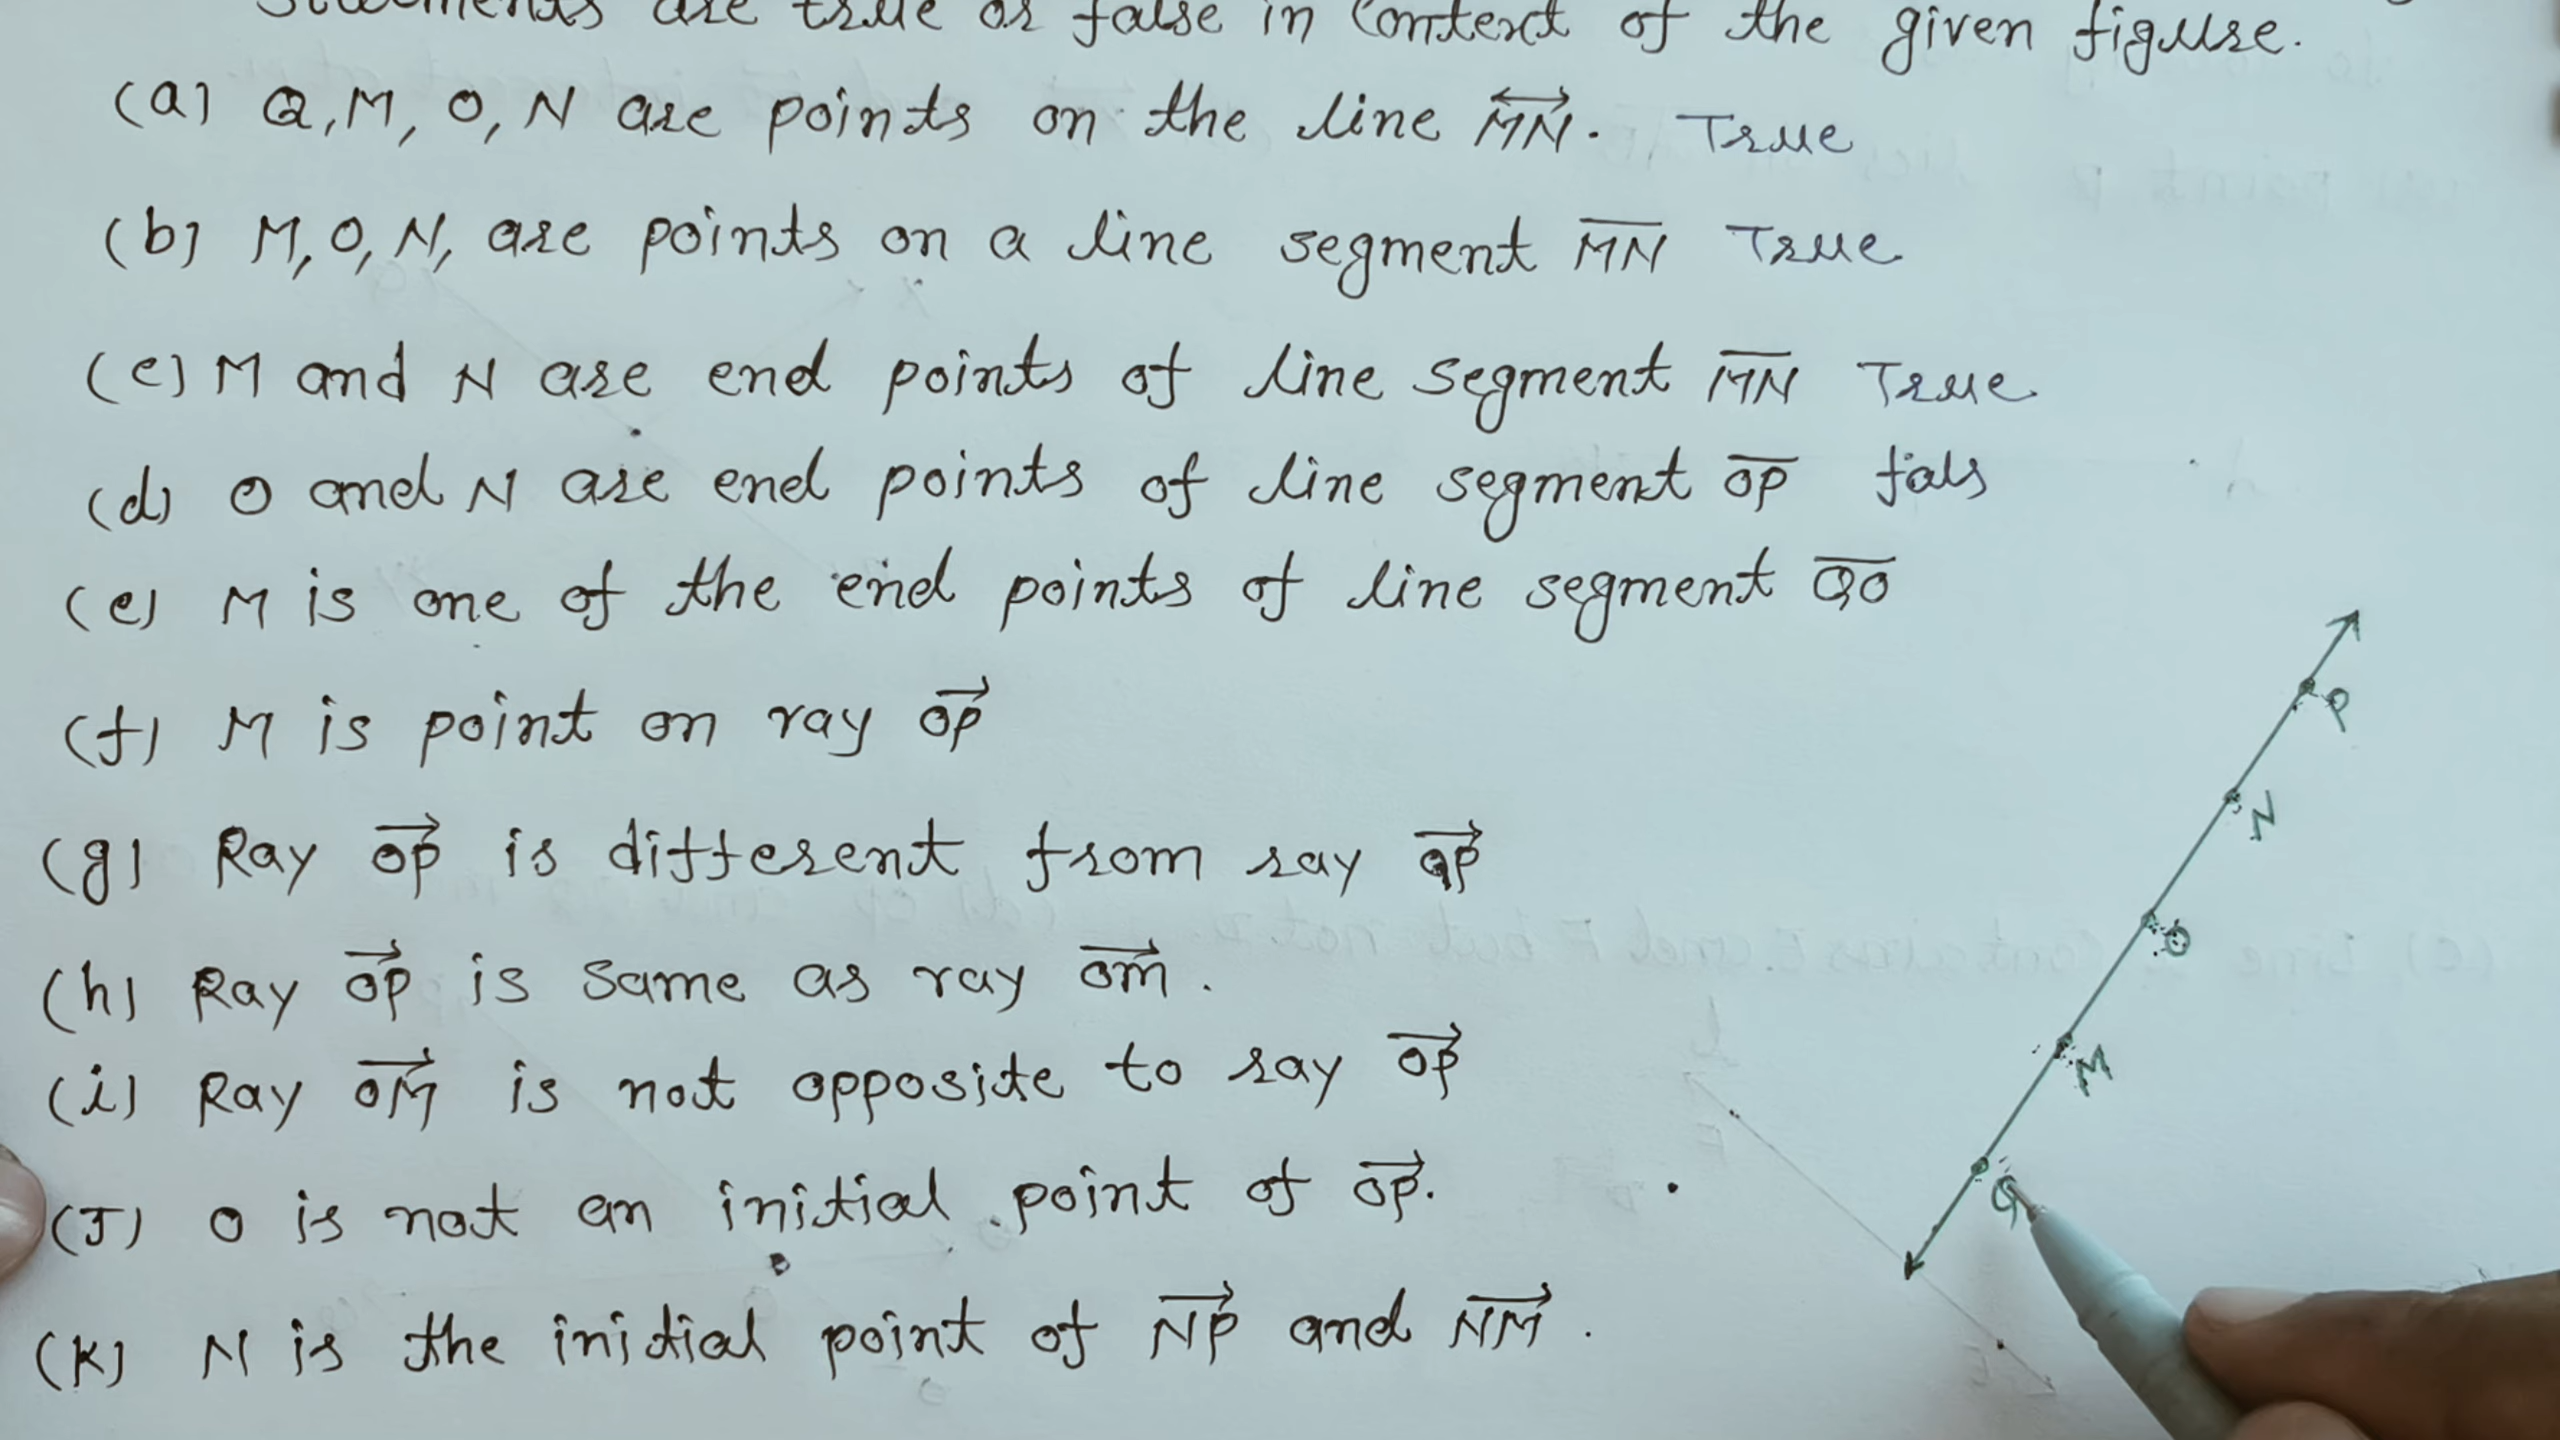 statements are true or false in context of the given figure.
(a) Q, M, O, N are points on the line MN. True
(b) M, O, N, are points on a line segment MN True
(c) M and N are end points of line segment MN True
(d) O and N are end points of line segment OP fals
(e) M is one of the end points of line segment QO
(f) M is point on ray OP
(g) Ray OP is different from ray QP
(h) Ray OP is same as ray OM.
(i) Ray OM is not opposite to ray OP
(J) O is not an initial point of OP.
(K) N is the initial point of NP and NM.
P
N
O
M
Q